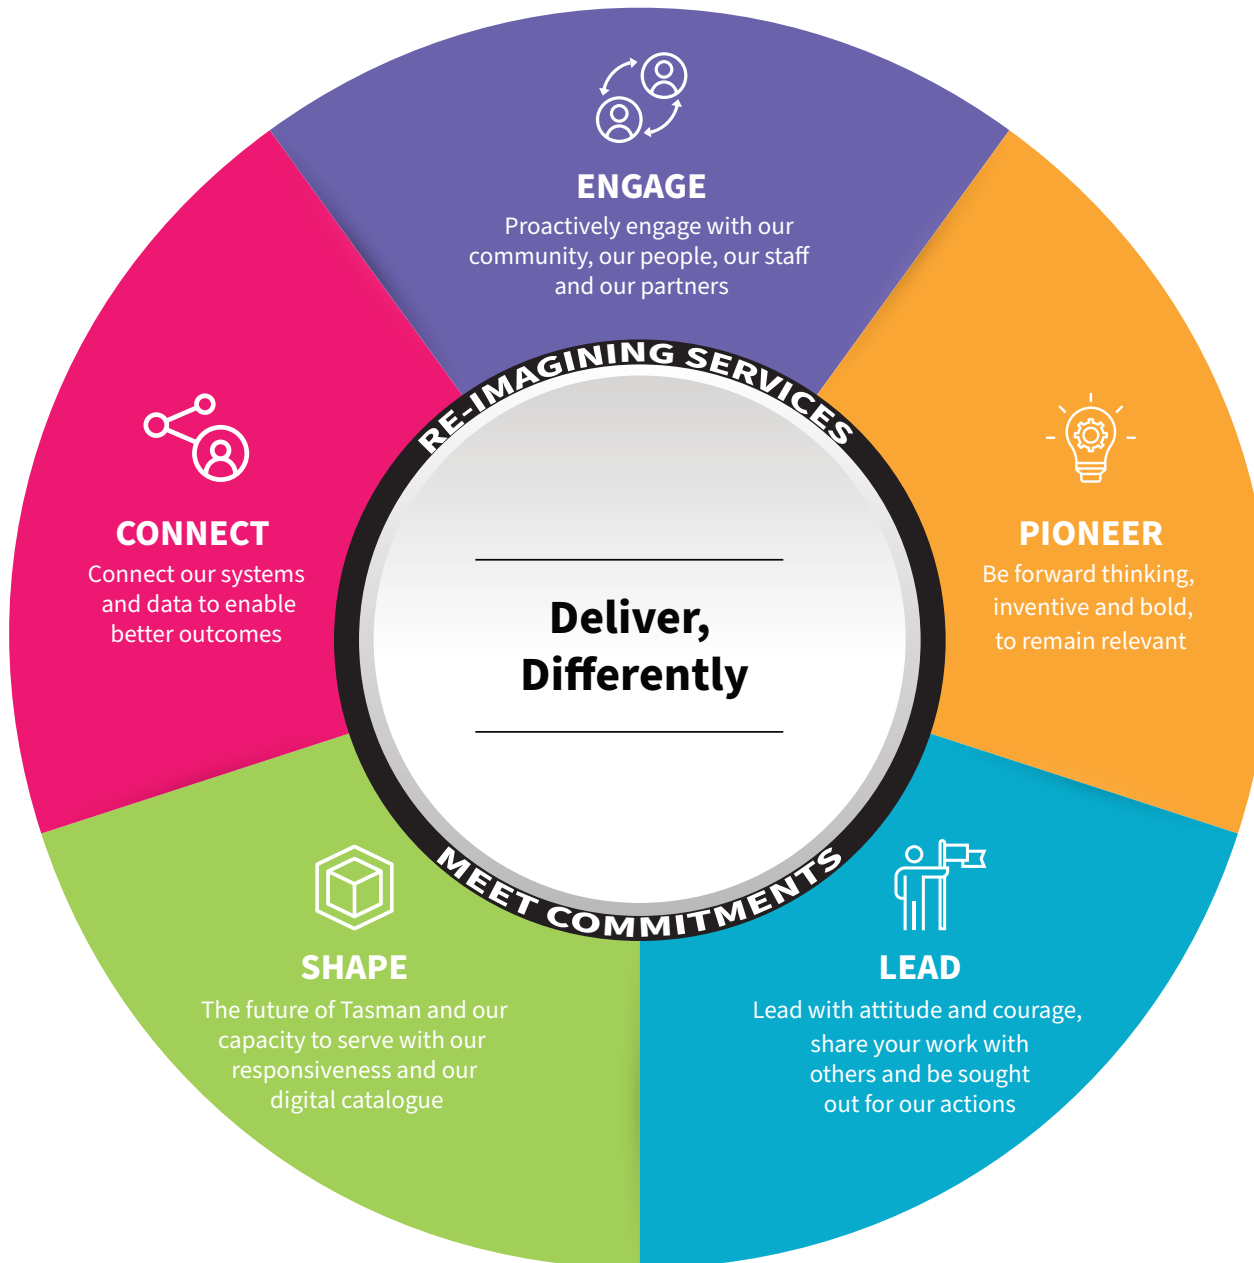 ENGAGE
Proactively engage with our
community, our people, our staff
and our partners
PIONEER
Be forward thinking,
inventive and bold,
to remain relevant
LEAD
Lead with attitude and courage,
share your work with
others and be sought
out for our actions
SHAPE
The future of Tasman and our
capacity to serve with our
responsiveness and our
digital catalogue
CONNECT
Connect our systems
and data to enable
better outcomes
RE-IMAGINING SERVICES
Deliver,
Differently
MEET COMMITMENTS